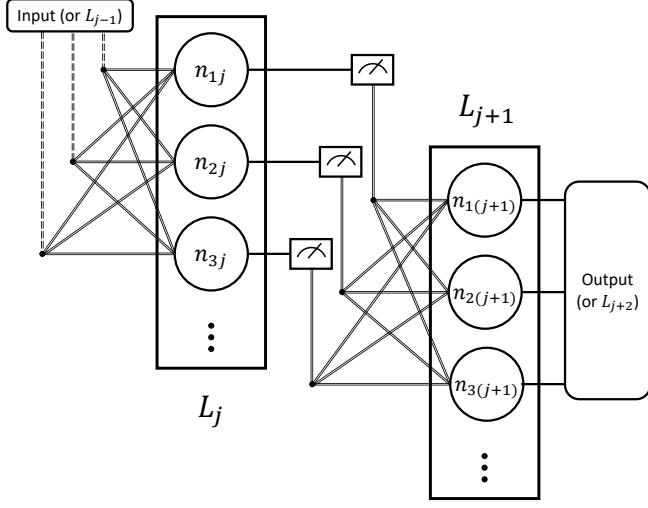 Input (or L_{j−1})
n_{1j}
n_{2j}
n_{3j}
L_j
L_{j+1}
n_{1(j+1)}
n_{2(j+1)}
n_{3(j+1)}
Output
(or L_{j+2})